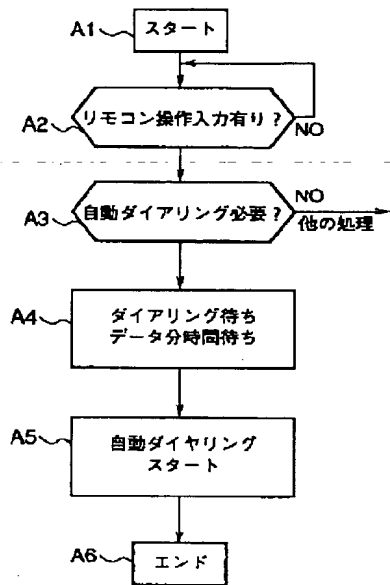 A1
スタート
A2
リモコン操作入力有り?
NO
A3
自動ダイアリング必要?
NO
他の処理
A4
ダイアリング待ち
データ分時間待ち
A5
自動ダイヤリング
スタート
A6
エンド